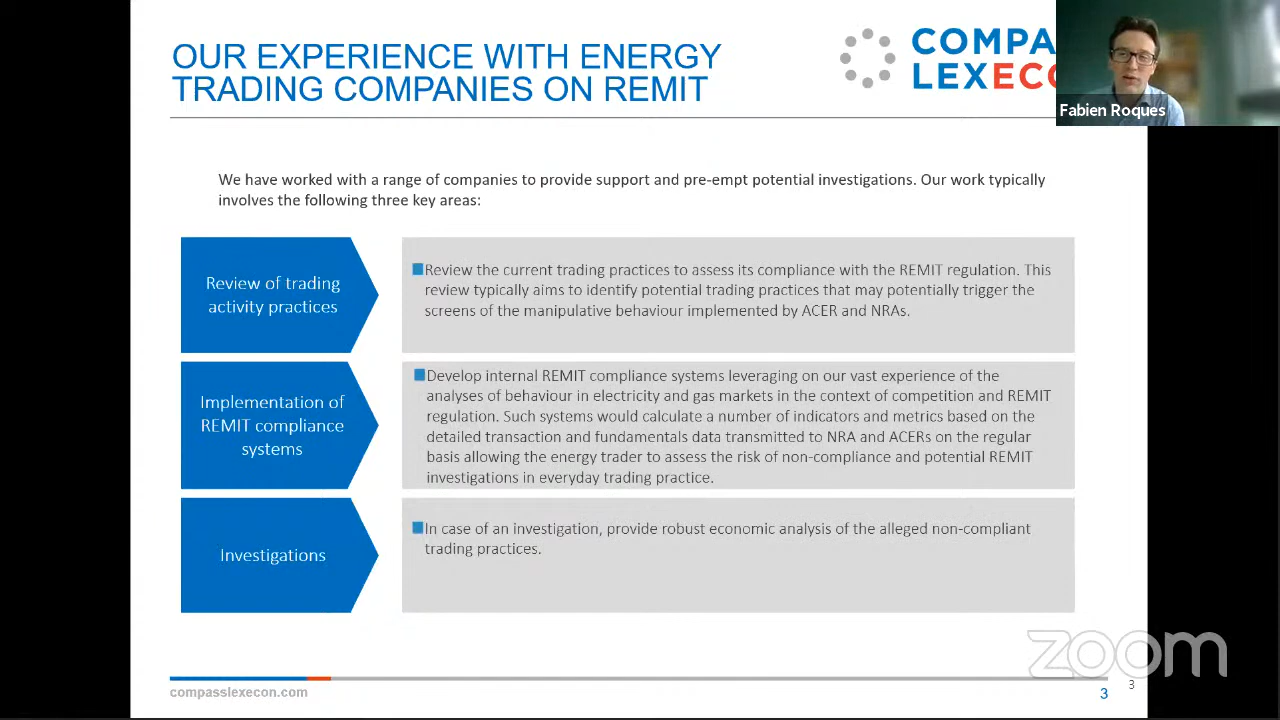 OUR EXPERIENCE WITH ENERGY
TRADING COMPANIES ON REMIT
COMPA
LEXECO
Fabien Roques
We have worked with a range of companies to provide support and pre-empt potential investigations. Our work typically
involves the following three key areas:
Review of trading
activity practices
Review the current trading practices to assess its compliance with the REMIT regulation. This
review typically aims to identify potential trading practices that may potentially trigger the
screens of the manipulative behaviour implemented by ACER and NRAs.
Implementation of
REMIT compliance
systems
Develop internal REMIT compliance systems leveraging on our vast experience of the
analyses of behaviour in electricity and gas markets in the context of competition and REMIT
regulation. Such systems would calculate a number of indicators and metrics based on the
detailed transaction and fundamentals data transmitted to NRA and ACERs on the regular
basis allowing the energy trader to assess the risk of non-compliance and potential REMIT
investigations in everyday trading practice.
Investigations
In case of an investigation, provide robust economic analysis of the alleged non-compliant
trading practices.
zoom
compasslexecon.com
3
3